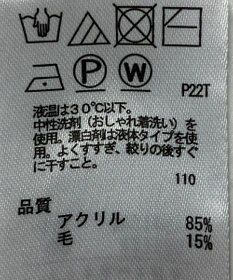 P
W
P22T
液温は30℃以下。
中性洗剤(おしゃれ着洗い)を
使用。漂白剤は液体タイプを使
用。よくすすぎ、絞りの後すぐ
に干すこと。
110
品質
アクリル 85%
毛 15%